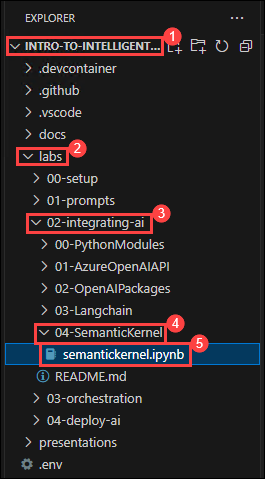 EXPLORER
INTRO-TO-INTELLIGENT... 1
.devcontainer
.github
.vscode
docs
labs 2
00-setup
01-prompts
02-integrating-ai 3
00-PythonModules
01-AzureOpenAIAPI
02-OpenAIPackages
03-Langchain
04-SemanticKernel 4
semantickernel.ipynb 5
README.md
03-orchestration
04-deploy-ai
presentations
.env